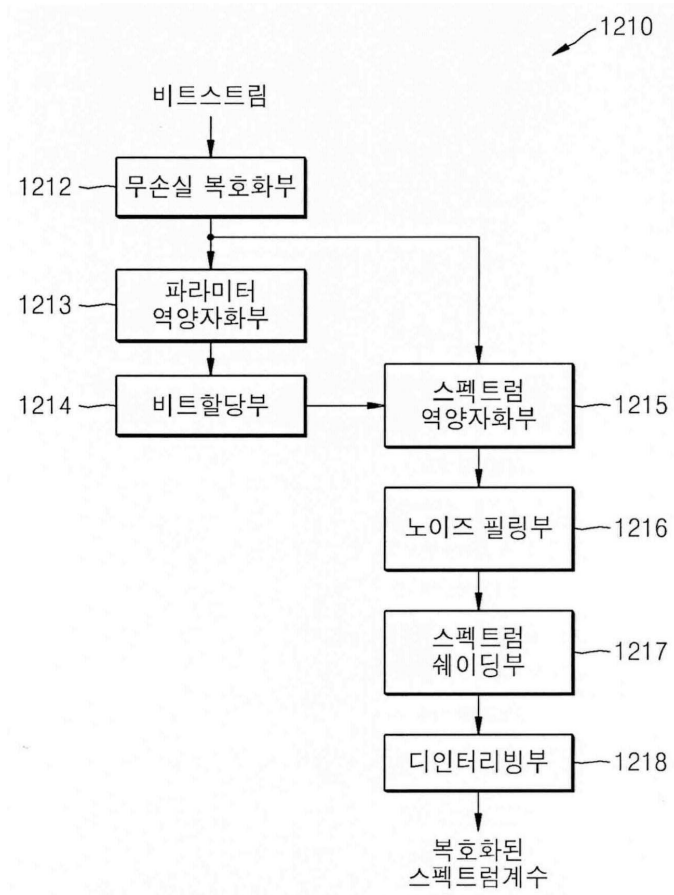 1210
비트스트림
1212
무손실 복호화부
1213
파라미터
역양자화부
1214
비트할당부
스펙트럼
역양자화부
1215
노이즈 필링부
1216
스펙트럼
쉐이딩부
1217
디인터리빙부
1218
복호화된
스펙트럼계수